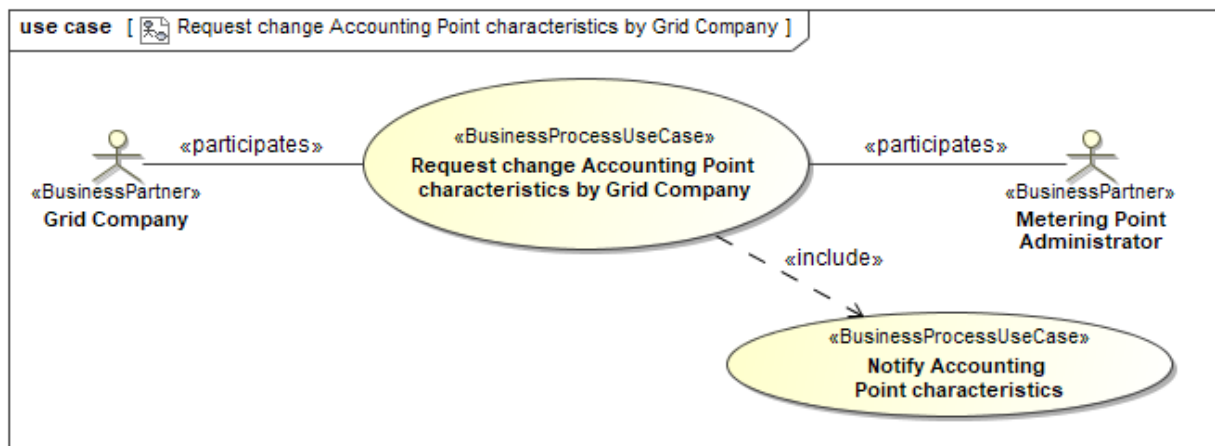 use case [ Request change Accounting Point characteristics by Grid Company ]
«participates»
«BusinessPartner»
Grid Company
«BusinessProcessUseCase»
Request change Accounting Point
characteristics by Grid Company
«participates»
«BusinessPartner»
Metering Point
Administrator
«include»
«BusinessProcessUseCase»
Notify Accounting
Point characteristics